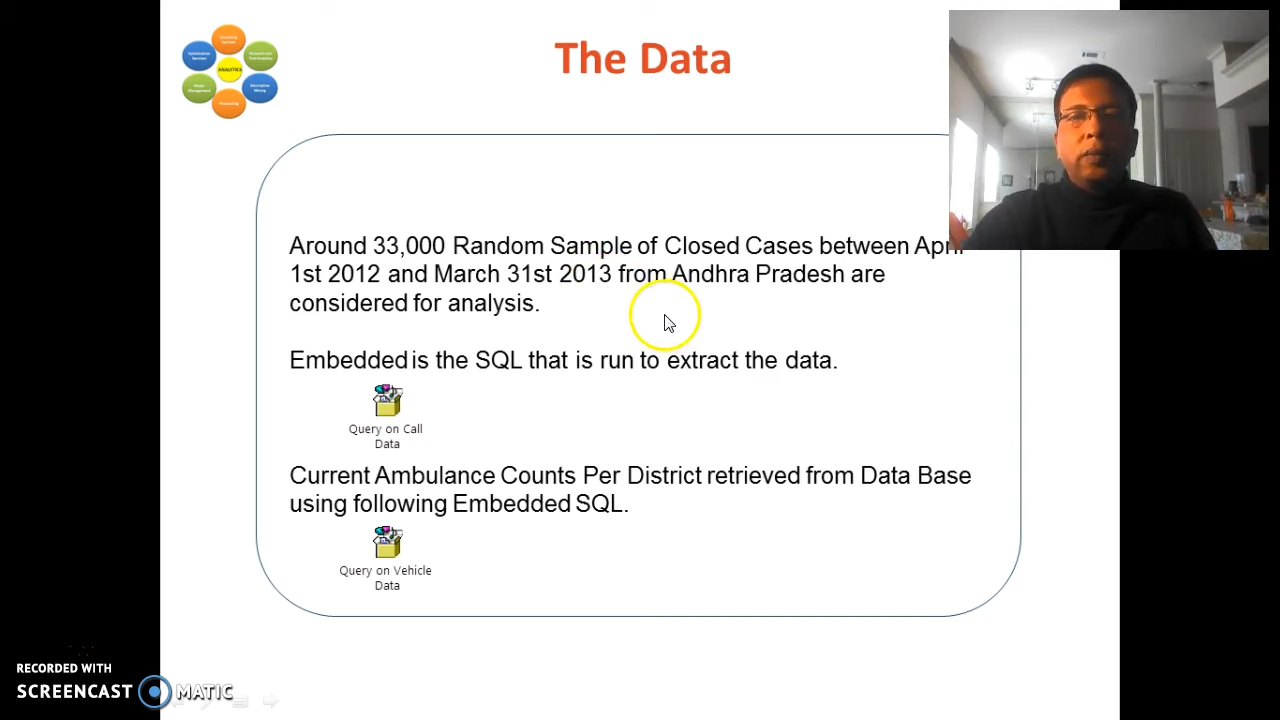 The Data
ANALYTICS
Forecasting
Around 33,000 Random Sample of Closed Cases between April
1st 2012 and March 31st 2013 from Andhra Pradesh are
considered for analysis.
Embedded is the SQL that is run to extract the data.
Query on Call
Data
Current Ambulance Counts Per District retrieved from Data Base
using following Embedded SQL.
Query on Vehicle
Data
RECORDED WITH
SCREENCAST MATIC